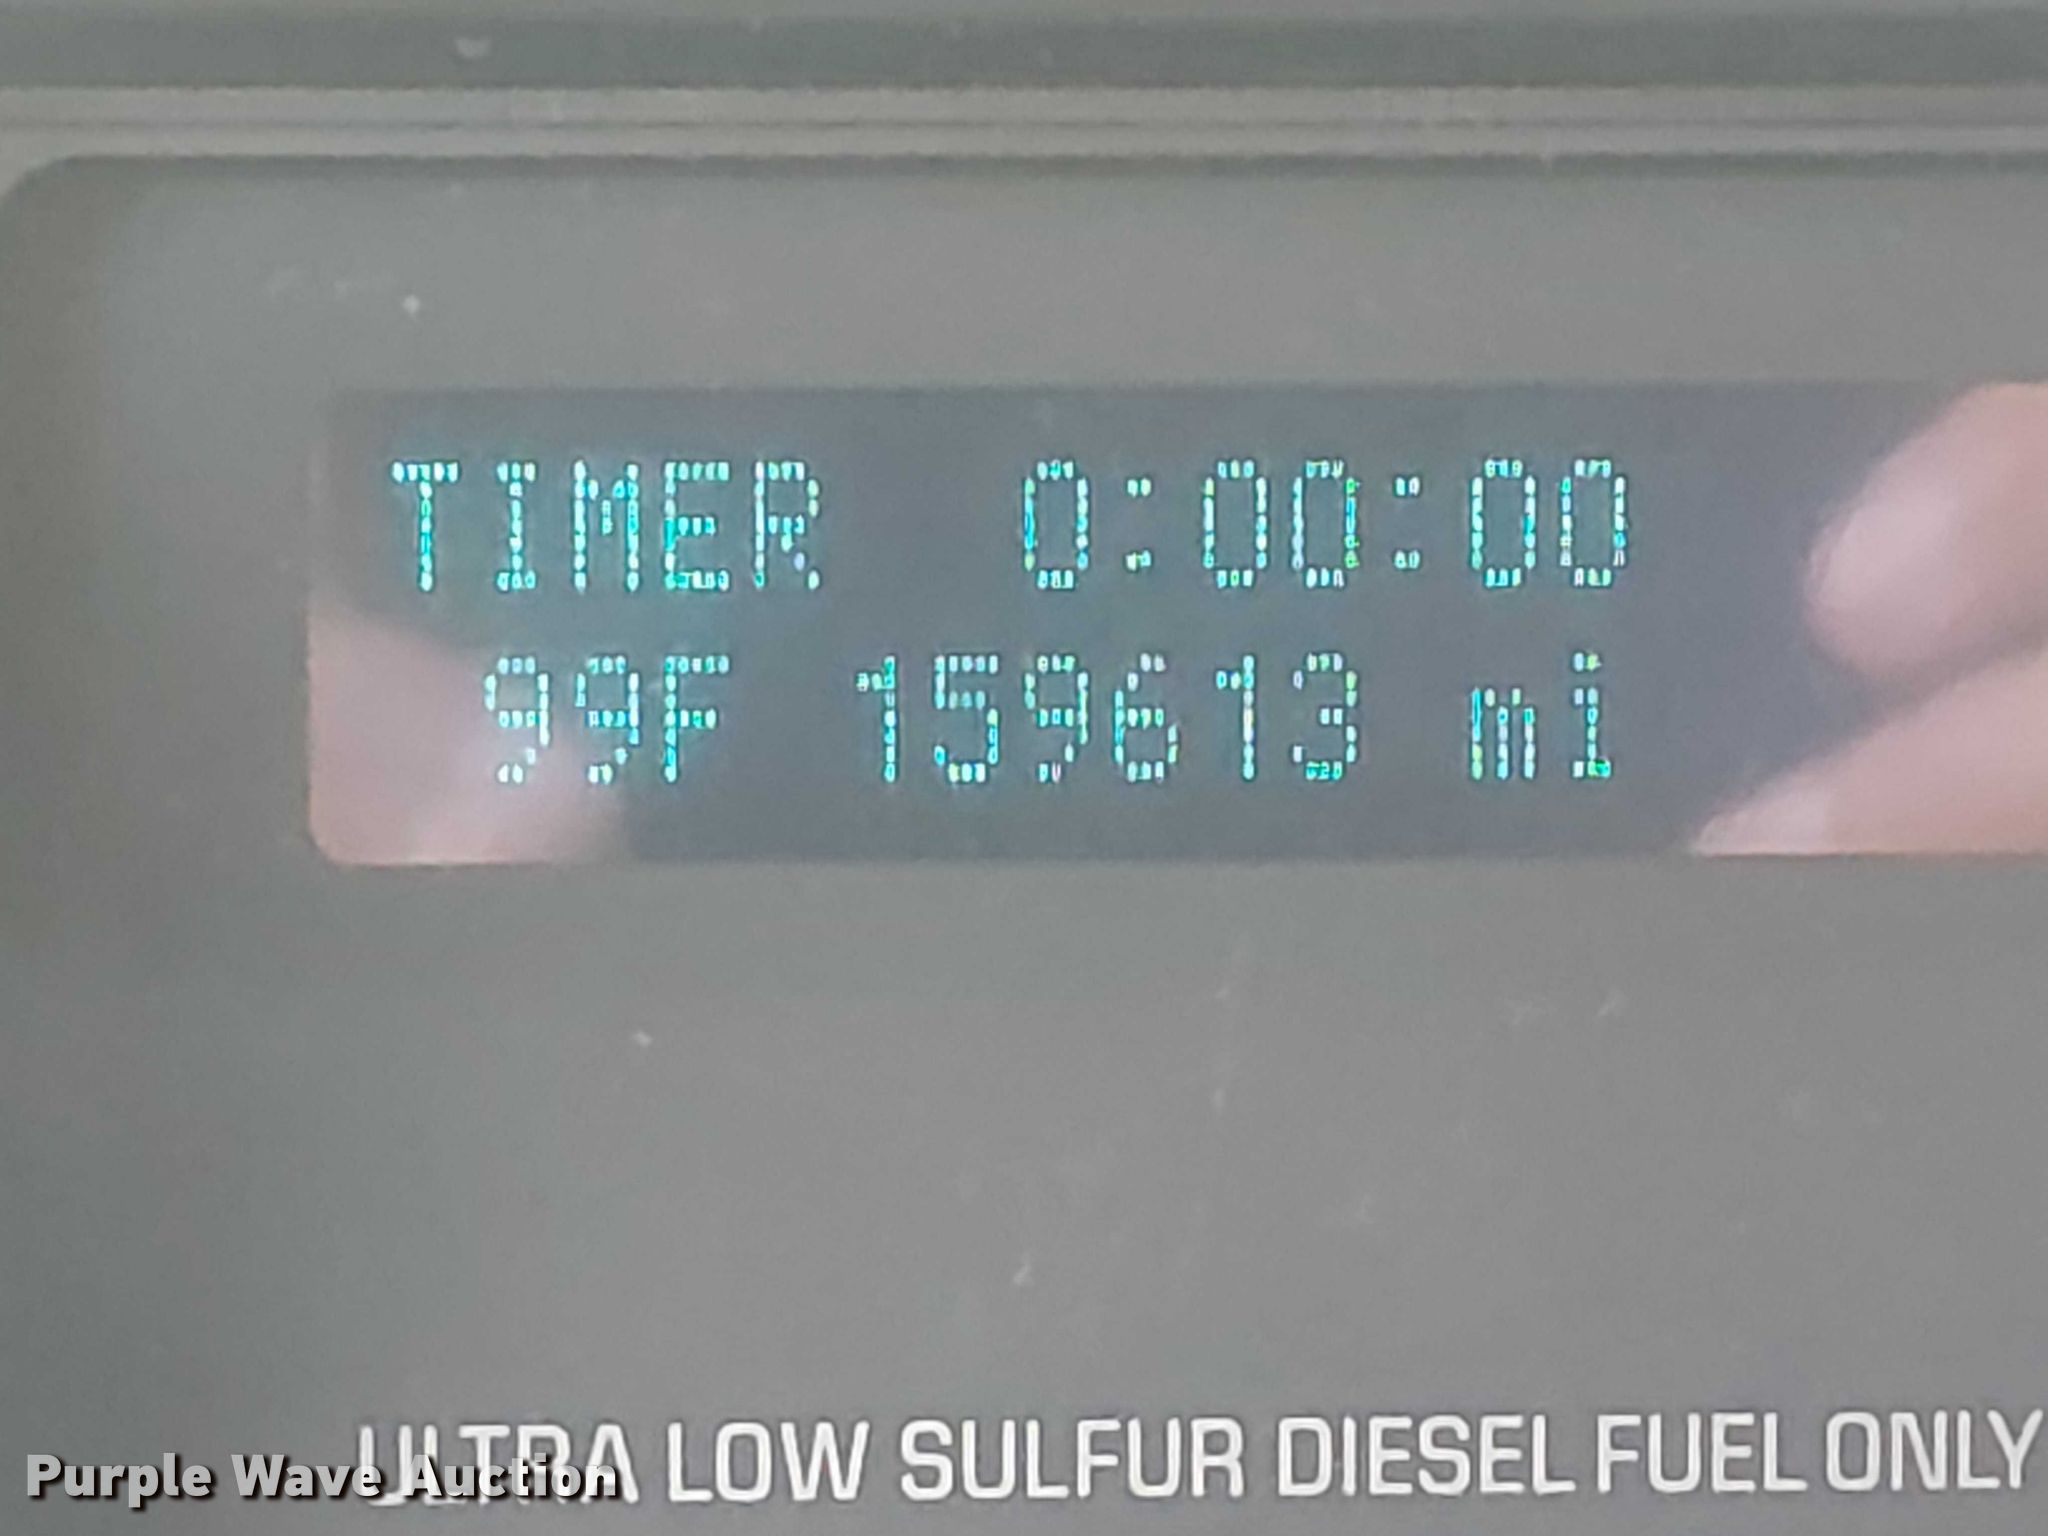 TIMER 0:00:00
99F 159613 mi
ULTRA LOW SULFUR DIESEL FUEL ONLY
Purple Wave Auction